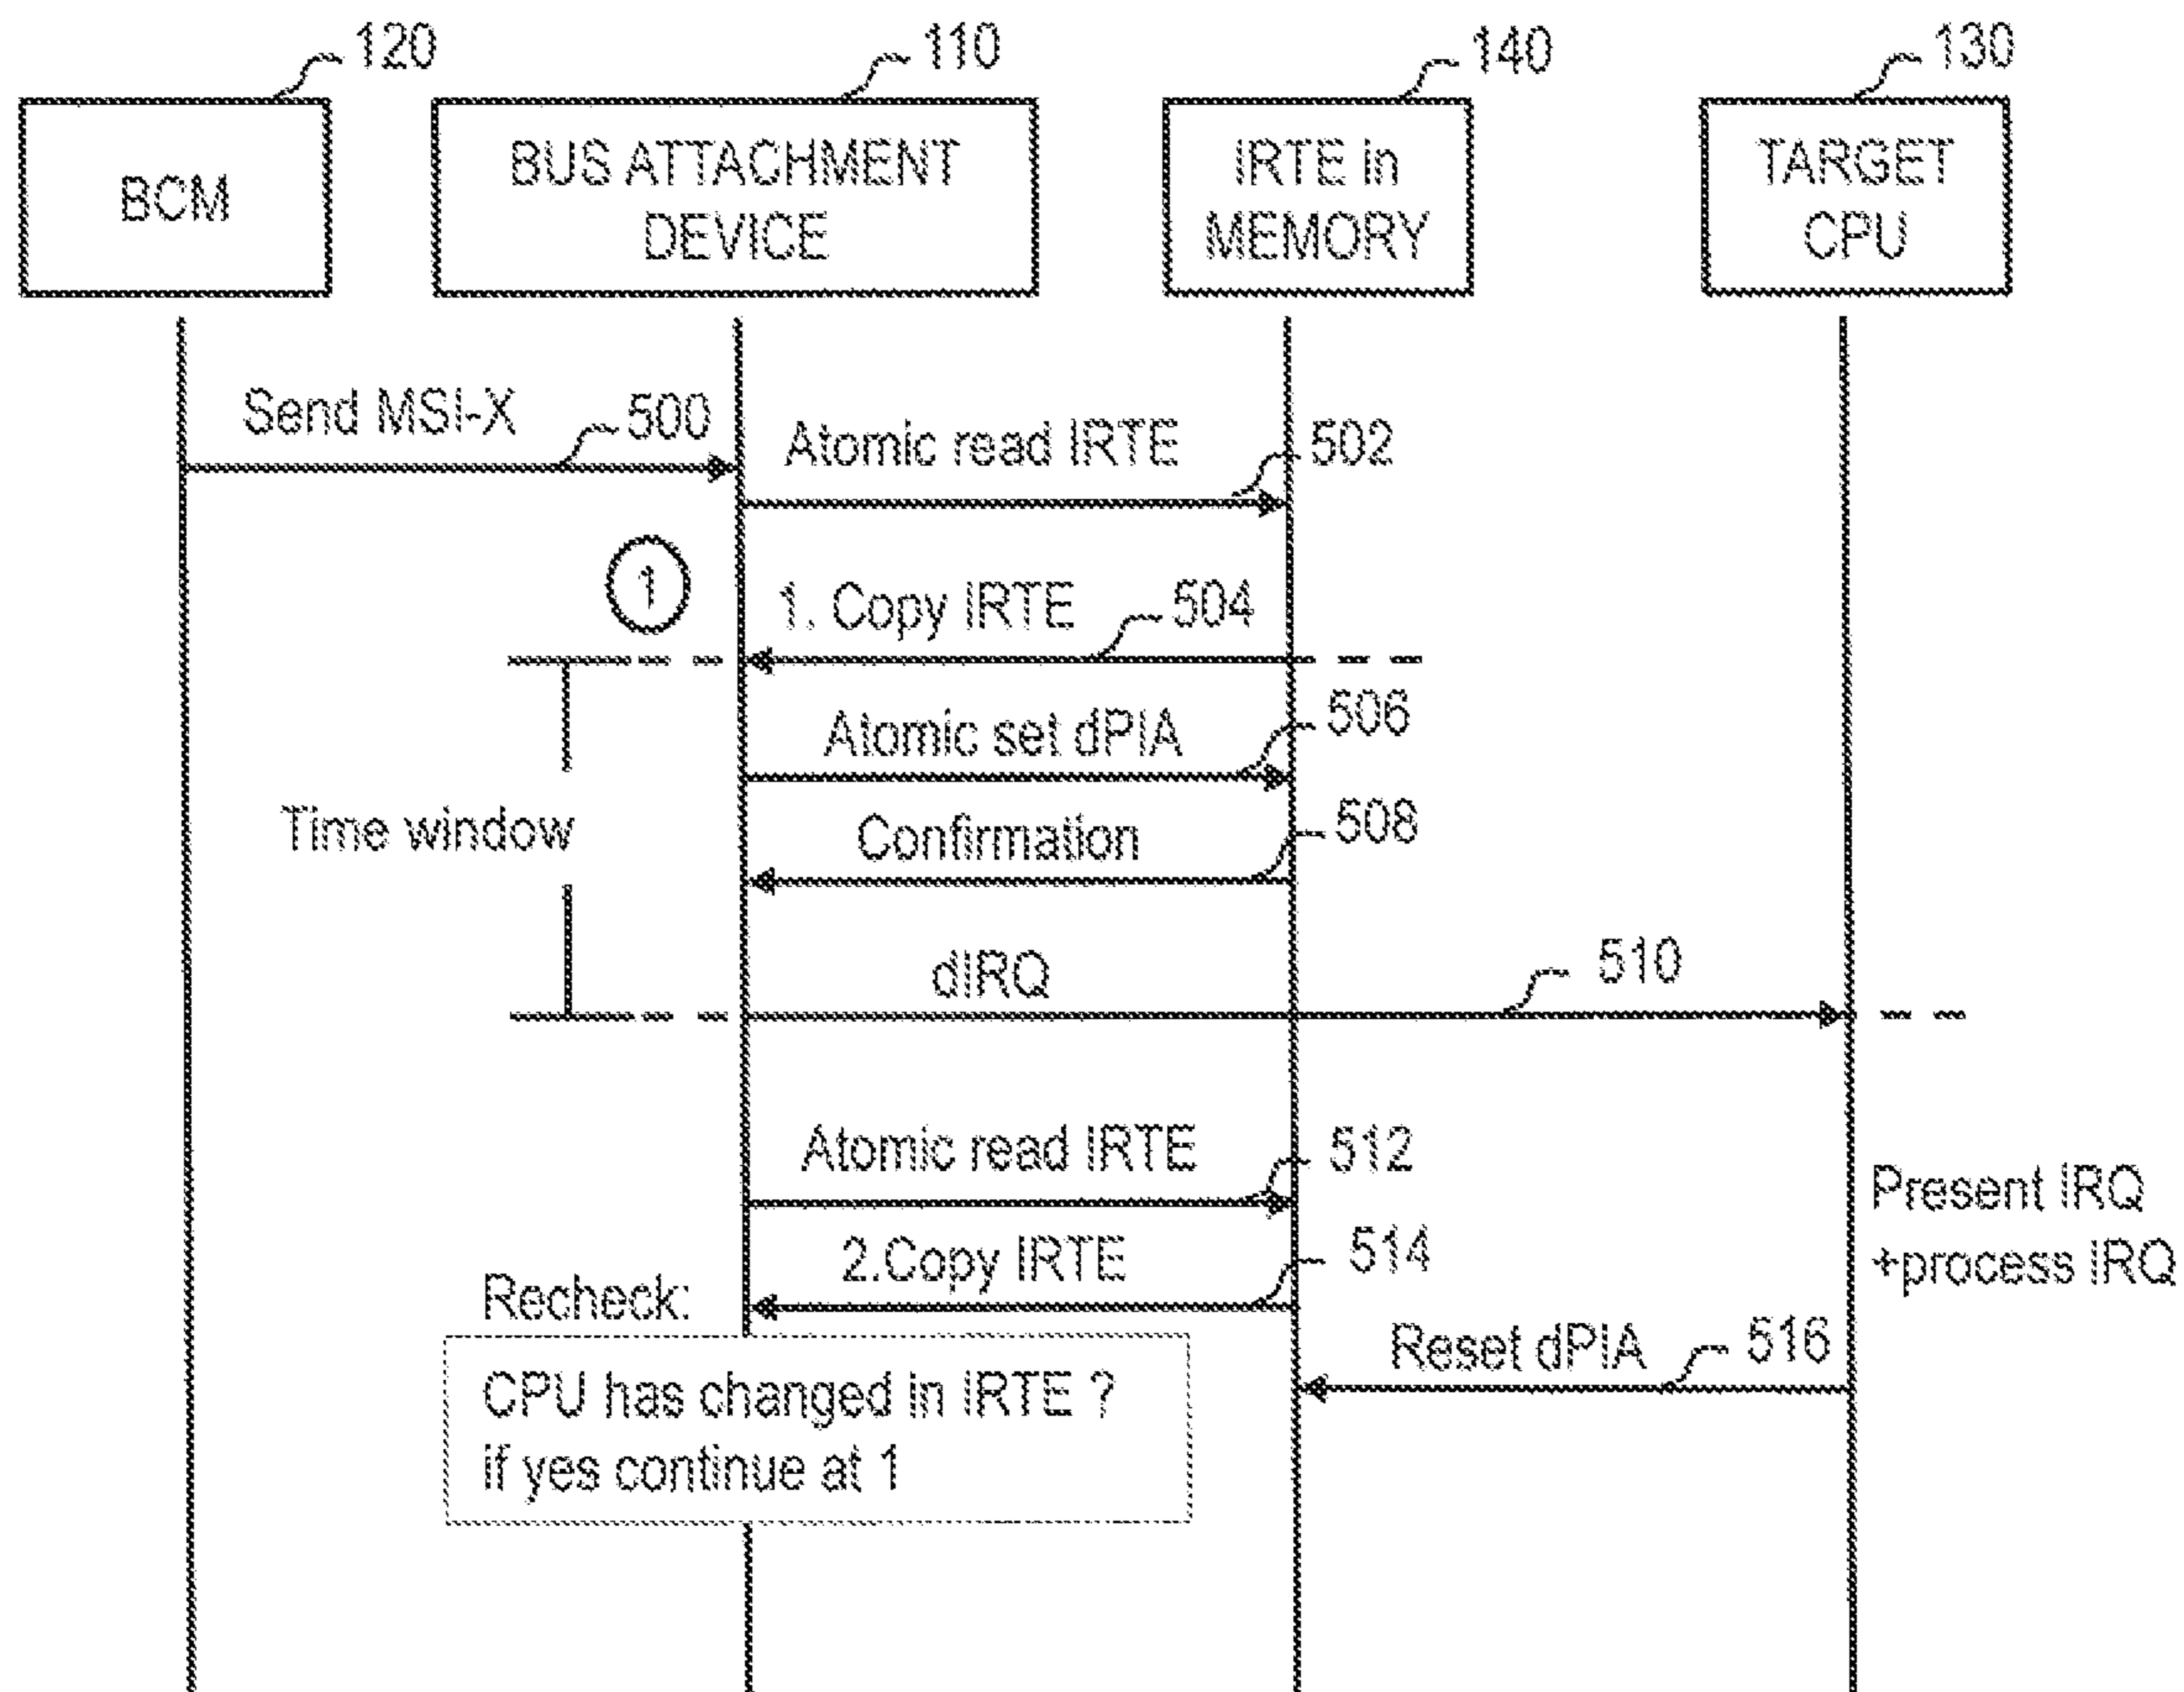 120
110
140
130
BCM
BUS ATTACHMENT
DEVICE
IRTE in
MEMORY
TARGET
CPU
Send MSI-X
500
Atomic read IRTE
502
1
1. Copy IRTE
504
Atomic set dPIA
506
Time window
Confirmation
508
dIRQ
510
Atomic read IRTE
512
Present IRQ
+process IRQ
2.Copy IRTE
514
Recheck:
Reset dPIA
516
CPU has changed in IRTE ?
if yes continue at 1